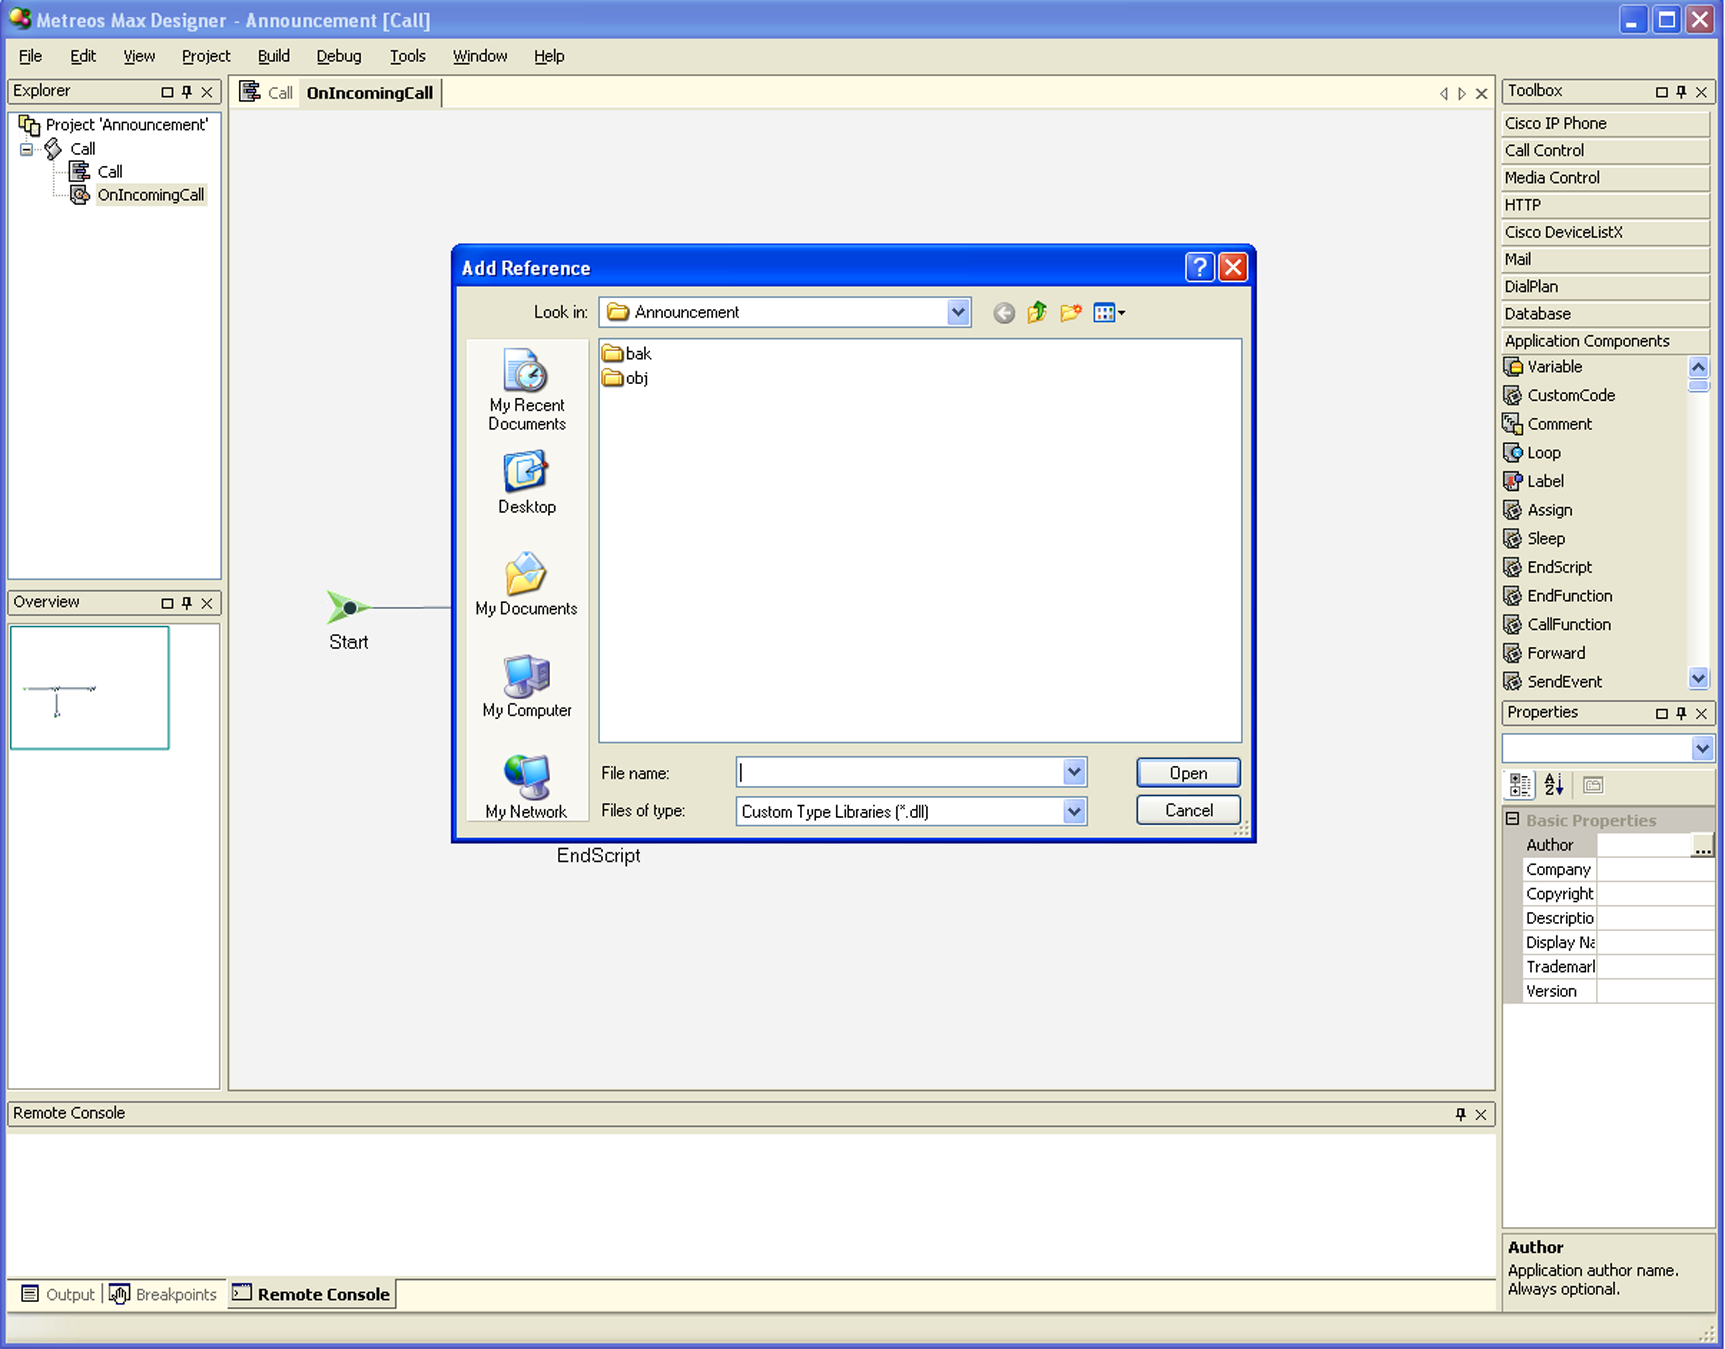 Metreos Max Designer - Announcement [Call]
File Edit View Project Build Debug Tools Window Help
Explorer
Project 'Announcement'
Call
Call
OnIncomingCall
Overview
Call OnIncomingCall
Start
EndScript
Add Reference
Look in: Announcement
bak
obj
My Recent
Documents
Desktop
My Documents
My Computer
My Network
File name:
Open
Files of type: Custom Type Libraries (*.dll)
Cancel
Toolbox
Cisco IP Phone
Call Control
Media Control
HTTP
Cisco DeviceListX
Mail
DialPlan
Database
Application Components
Variable
CustomCode
Comment
Loop
Label
Assign
Sleep
EndScript
EndFunction
CallFunction
Forward
SendEvent
Properties
Basic Properties
Author ...
Company
Copyright
Descriptio
Display Na
Trademarl
Version
Author
Application author name.
Always optional.
Remote Console
Output Breakpoints Remote Console